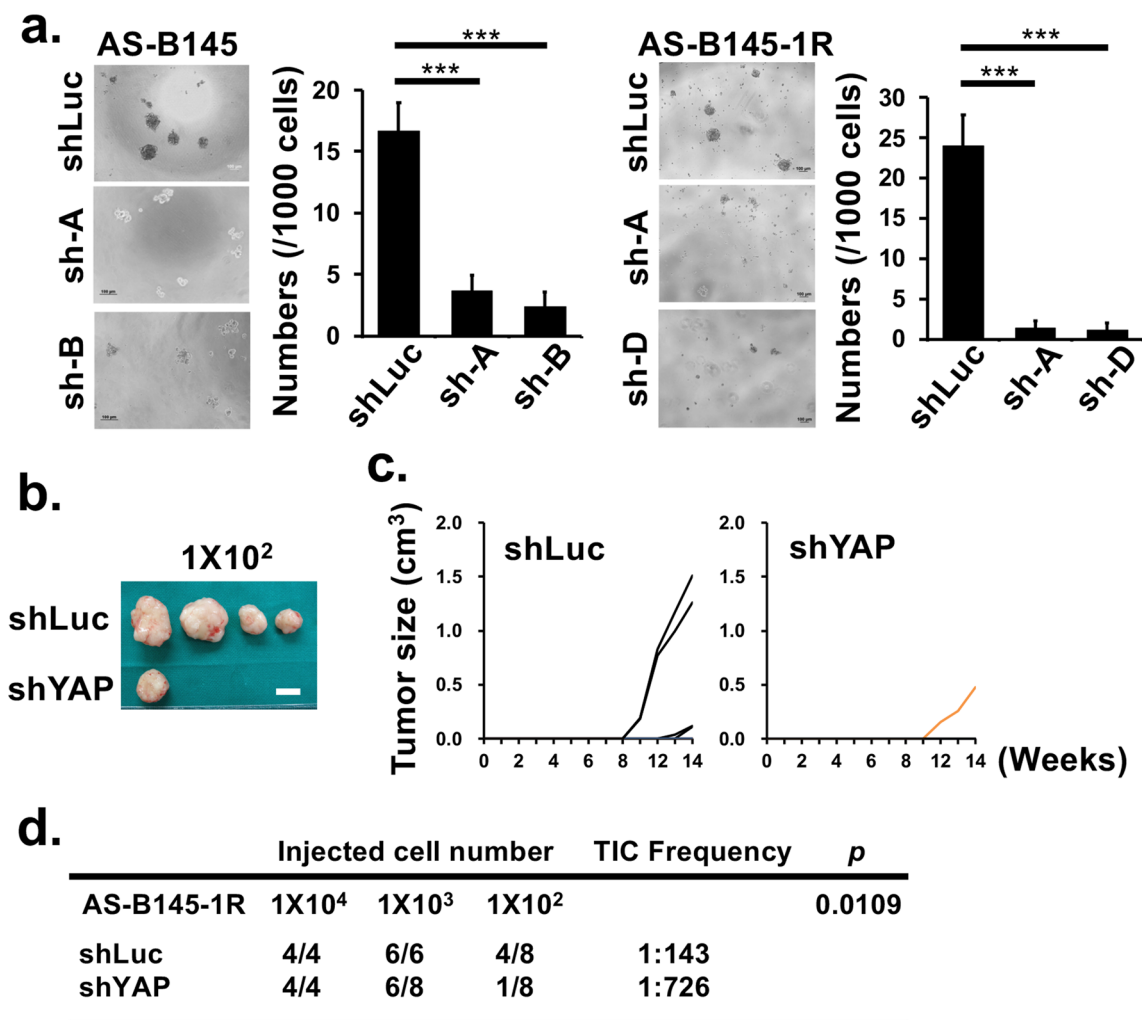 a.
AS-B145
shLuc
sh-A
sh-B
Numbers (/1000 cells)
20
15
10
5
0
***
***
shLuc
sh-A
sh-B
AS-B145-1R
shLuc
sh-A
sh-D
Numbers (/1000 cells)
30
25
20
15
10
5
0
***
***
shLuc
sh-A
sh-D
b.
1X10²
shLuc
shYAP
c.
Tumor size (cm³)
2.0
1.5
1.0
0.5
0.0
shLuc
0 2 4 6 8 12 14
2.0
1.5
1.0
0.5
0.0
shYAP
0 2 4 6 8 12 14
(Weeks)
d.
Injected cell number TIC Frequency p
AS-B145-1R 1X10⁴ 1X10³ 1X10² 0.0109
shLuc 4/4 6/6 4/8 1:143
shYAP 4/4 6/8 1/8 1:726